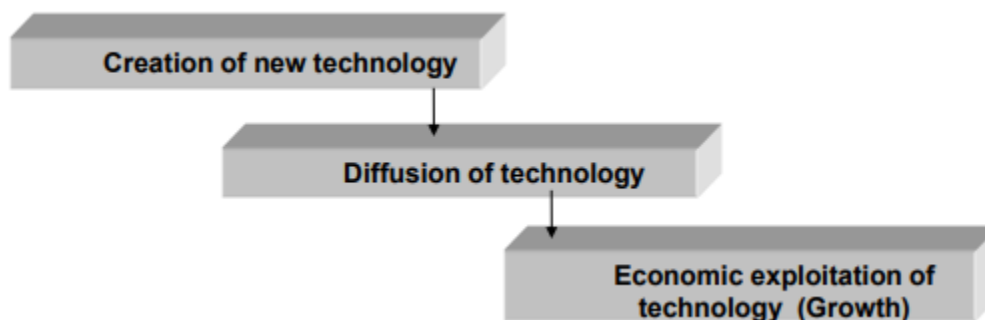 Creation of new technology
Diffusion of technology
Economic exploitation of
technology (Growth)